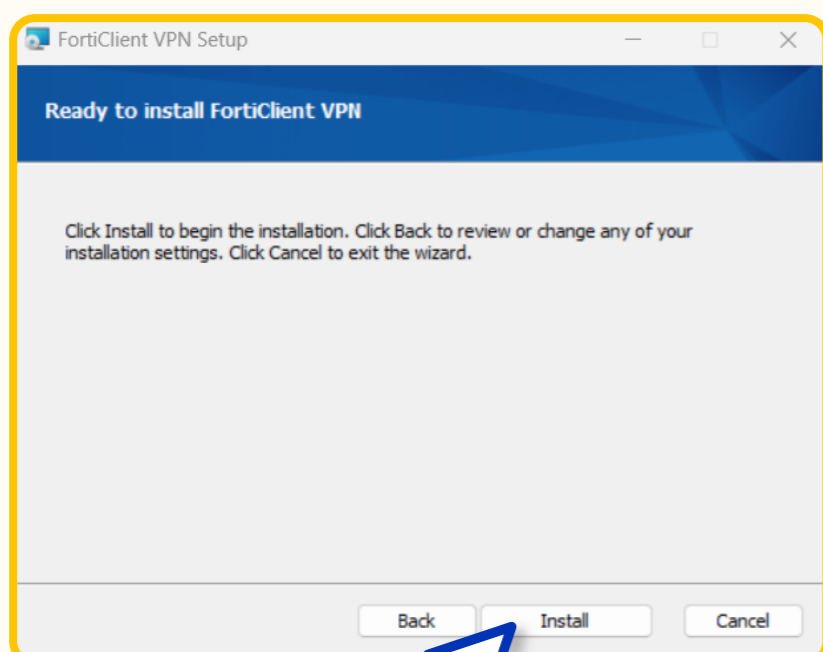 FortiClient VPN Setup
Ready to install FortiClient VPN
Click Install to begin the installation. Click Back to review or change any of your
installation settings. Click Cancel to exit the wizard.
Back
Install
Cancel